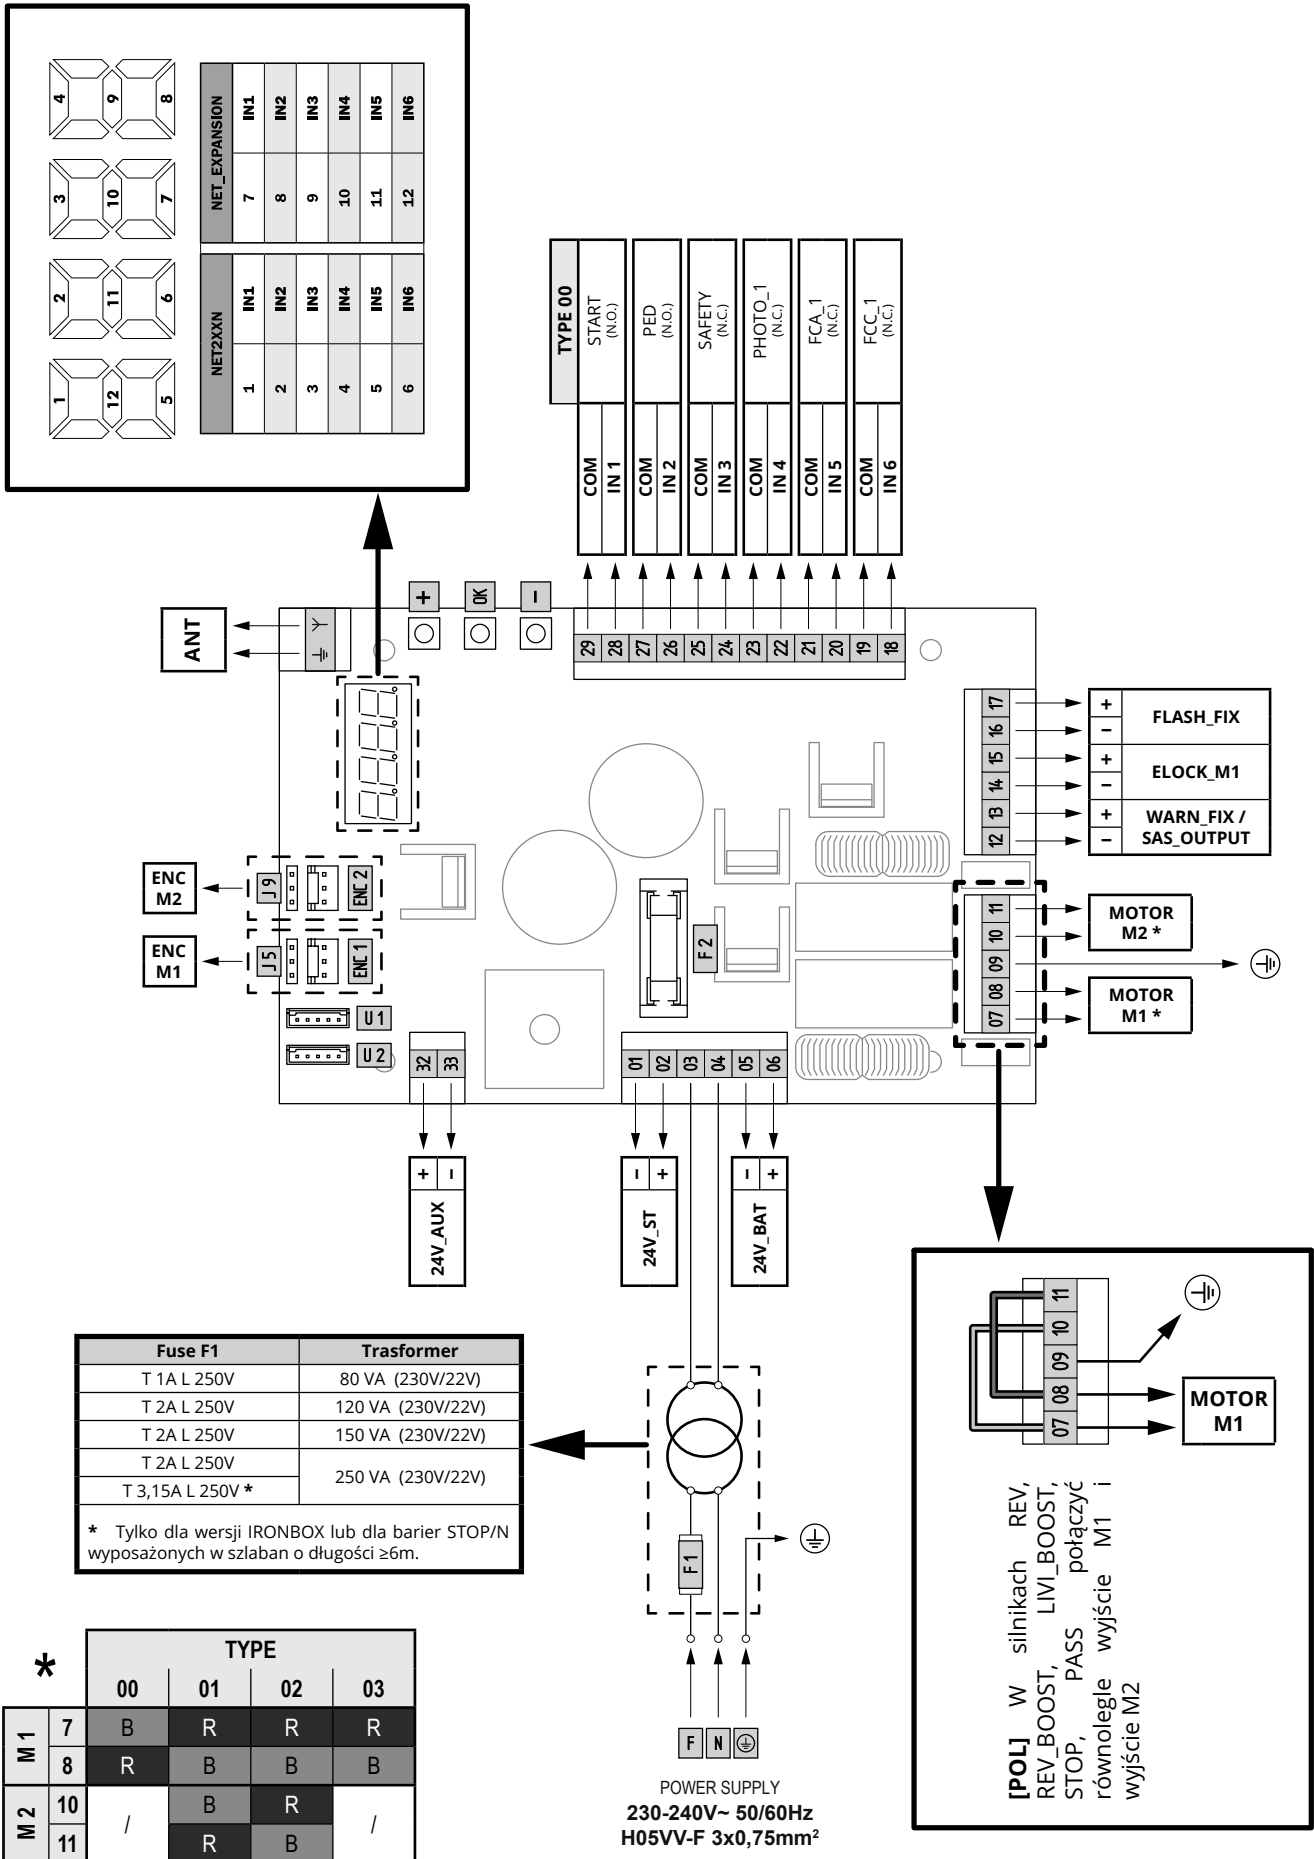 4 9 8
3 10 7
2 11 6
1 12 5
NET_EXPANSION
7 IN1
8 IN2
9 IN3
10 IN4
11 IN5
12 IN6
NET2XXN
1 IN1
2 IN2
3 IN3
4 IN4
5 IN5
6 IN6
TYPE 00
START
(N.O.)
PED
(N.O.)
SAFETY
(N.C.)
PHOTO_1
(N.C.)
FCA_1
(N.C.)
FCC_1
(N.C.)
COM
IN 1
COM
IN 2
COM
IN 3
COM
IN 4
COM
IN 5
COM
IN 6
ANT
+ OK −
29 28 27 26 25 24 23 22 21 20 19 18
17 + FLASH_FIX
16 −
15 + ELOCK_M1
14 −
13 + WARN_FIX /
12 − SAS_OUTPUT
ENC
M2
J9
ENC 2
ENC
M1
J5
ENC 1
U1
U2
F2
11
10
09
08
07
MOTOR
M2 *
MOTOR
M1 *
32 33
01 02 03 04 05 06
+ −
24V_AUX
− +
24V_ST
− +
24V_BAT
Fuse F1 Trasformer
T 1A L 250V 80 VA (230V/22V)
T 2A L 250V 120 VA (230V/22V)
T 2A L 250V 150 VA (230V/22V)
T 2A L 250V
250 VA (230V/22V)
T 3,15A L 250V *
* Tylko dla wersji IRONBOX lub dla barier STOP/N
wyposażonych w szlaban o długości ≥6m.
F1
F N
POWER SUPPLY
230-240V~ 50/60Hz
H05VV-F 3x0,75mm²
11
10
09
08
07
MOTOR
M1
[POL] W silnikach REV,
REV_BOOST, LIVI_BOOST,
STOP, PASS połączyć
równolegle wyjście M1 i
wyjście M2
*
TYPE
00 01 02 03
M 1
7 B R R R
8 R B B B
M 2
10 / B R /
11 R B